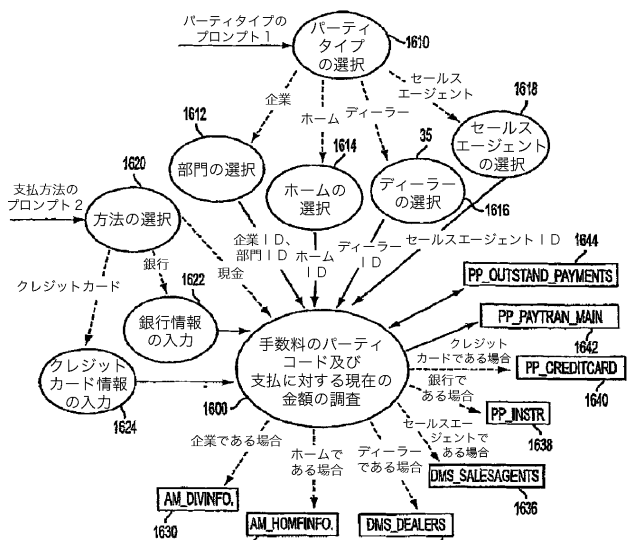 パーティタイプの
プロンプト1
パーティ
タイプ
の選択
1610
企業
ホーム
ディーラー
セールス
エージェント
1618
1612
部門の選択
1614
ホームの
選択
35
ディーラー
の選択
1616
セールス
エージェント
の選択
支払方法の
プロンプト2
1620
方法の選択
企業ID、
部門ID
ホーム
ID
ディーラー
ID
セールスエージェントID
1644
PP_OUTSTAND_PAYMENTS
クレジットカード
銀行
現金
1622
銀行情報
の入力
PP_PAYTRAN_MAIN
1642
クレジット
カード情報
の入力
1624
手数料のパーティ
コード及び
支払に対する現在の
金額の調査
1600
クレジット
カードである場合
PP_CREDITCARD
1640
銀行で
ある場合
PP_INSTR
1638
セールスエー
ジェントで
ある場合
DMS_SALESAGENTS
1636
企業である場合
ホームで
ある場合
ディーラー
である場合
AM_DIVINFO.
1630
AM_HOMFINFO.
DMS_DEALERS